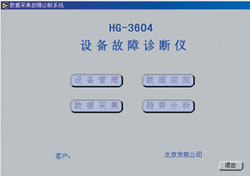 数据采集故障诊断系统
HG-3604
设备故障诊断仪
设备管理 数据回放
数据采集 趋势分析
客户： 北京京航公司
退出